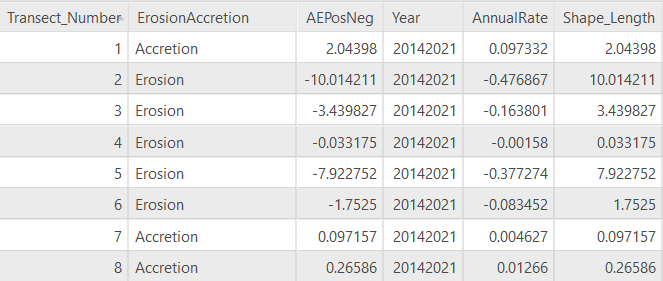 Transect_Number ErosionAccretion AEPosNeg Year AnnualRate Shape_Length
1 Accretion 2.04398 20142021 0.097332 2.04398
2 Erosion -10.014211 20142021 -0.476867 10.014211
3 Erosion -3.439827 20142021 -0.163801 3.439827
4 Erosion -0.033175 20142021 -0.00158 0.033175
5 Erosion -7.922752 20142021 -0.377274 7.922752
6 Erosion -1.7525 20142021 -0.083452 1.7525
7 Accretion 0.097157 20142021 0.004627 0.097157
8 Accretion 0.26586 20142021 0.01266 0.26586